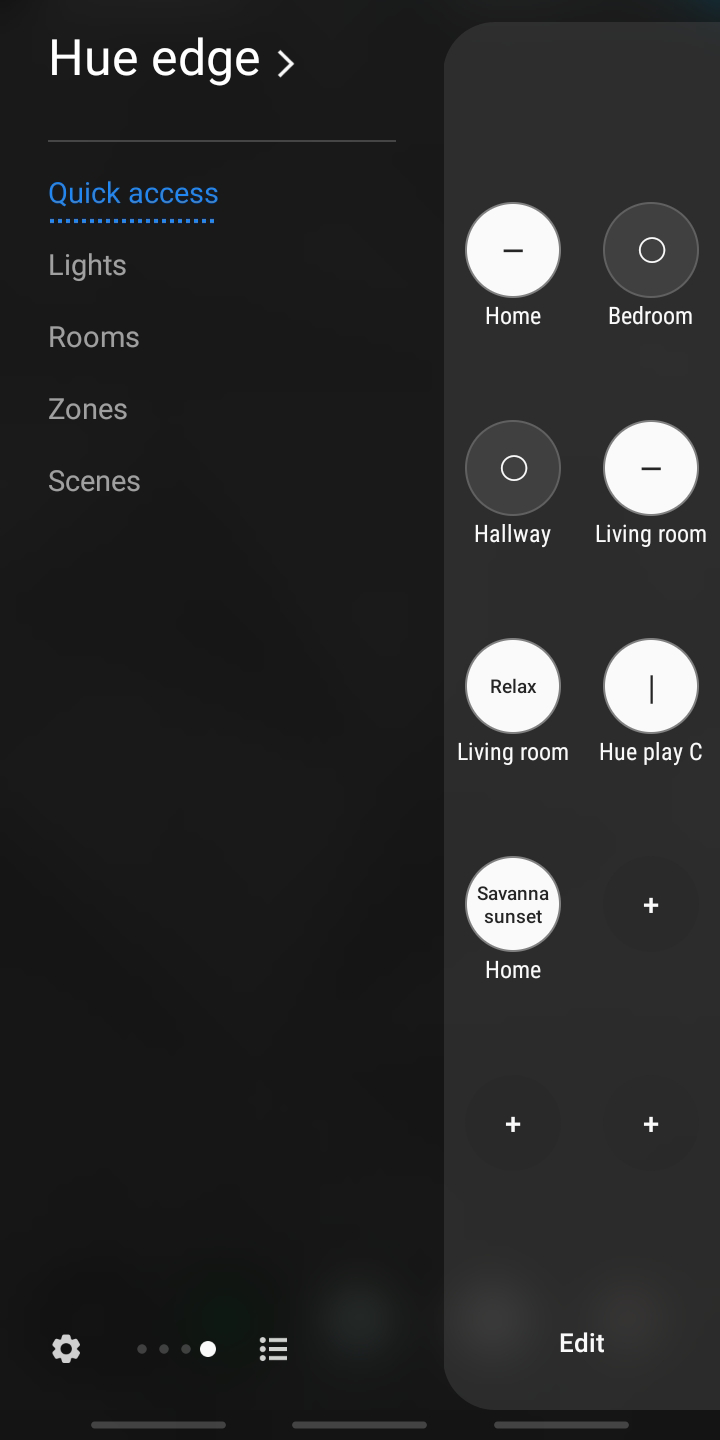 Hue edge
Quick access
Lights
Rooms
Zones
Scenes
Home
Bedroom
Hallway
Living room
Relax
Living room
Hue play C
Savanna
sunset
Home
Edit